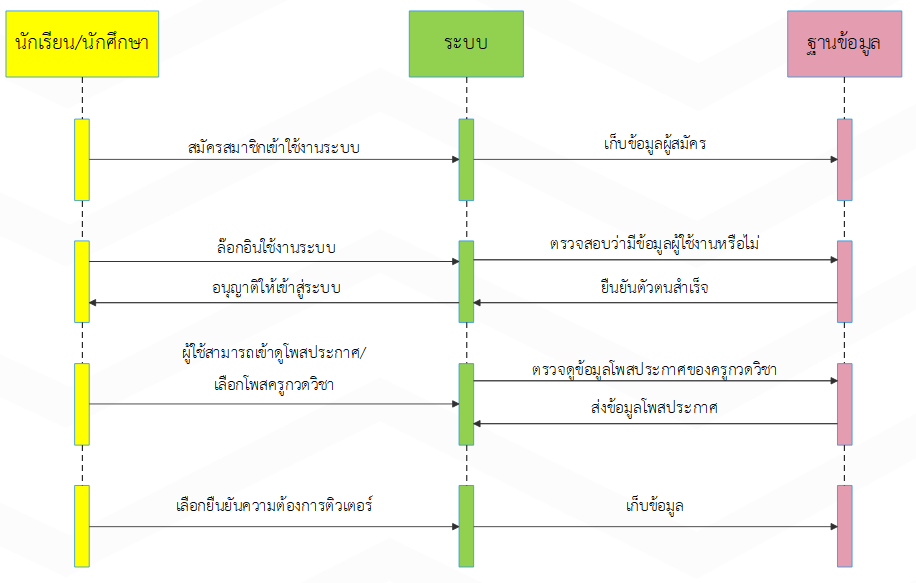 นักเรียน/นักศึกษา
ระบบ
ฐานข้อมูล
สมัครสมาชิกเข้าใช้งานระบบ
เก็บข้อมูลผู้สมัคร
ล๊อกอินใช้งานระบบ
ตรวจสอบว่ามีข้อมูลผู้ใช้งานหรือไม่
อนุญาติให้เข้าสู่ระบบ
ยืนยันตัวตนสำเร็จ
ผู้ใช้สามารถเข้าดูโพสประกาศ/
เลือกโพสครูกวดวิชา
ตรวจดูข้อมูลโพสประกาศของครูกวดวิชา
ส่งข้อมูลโพสประกาศ
เลือกยืนยันความต้องการติวเตอร์
เก็บข้อมูล